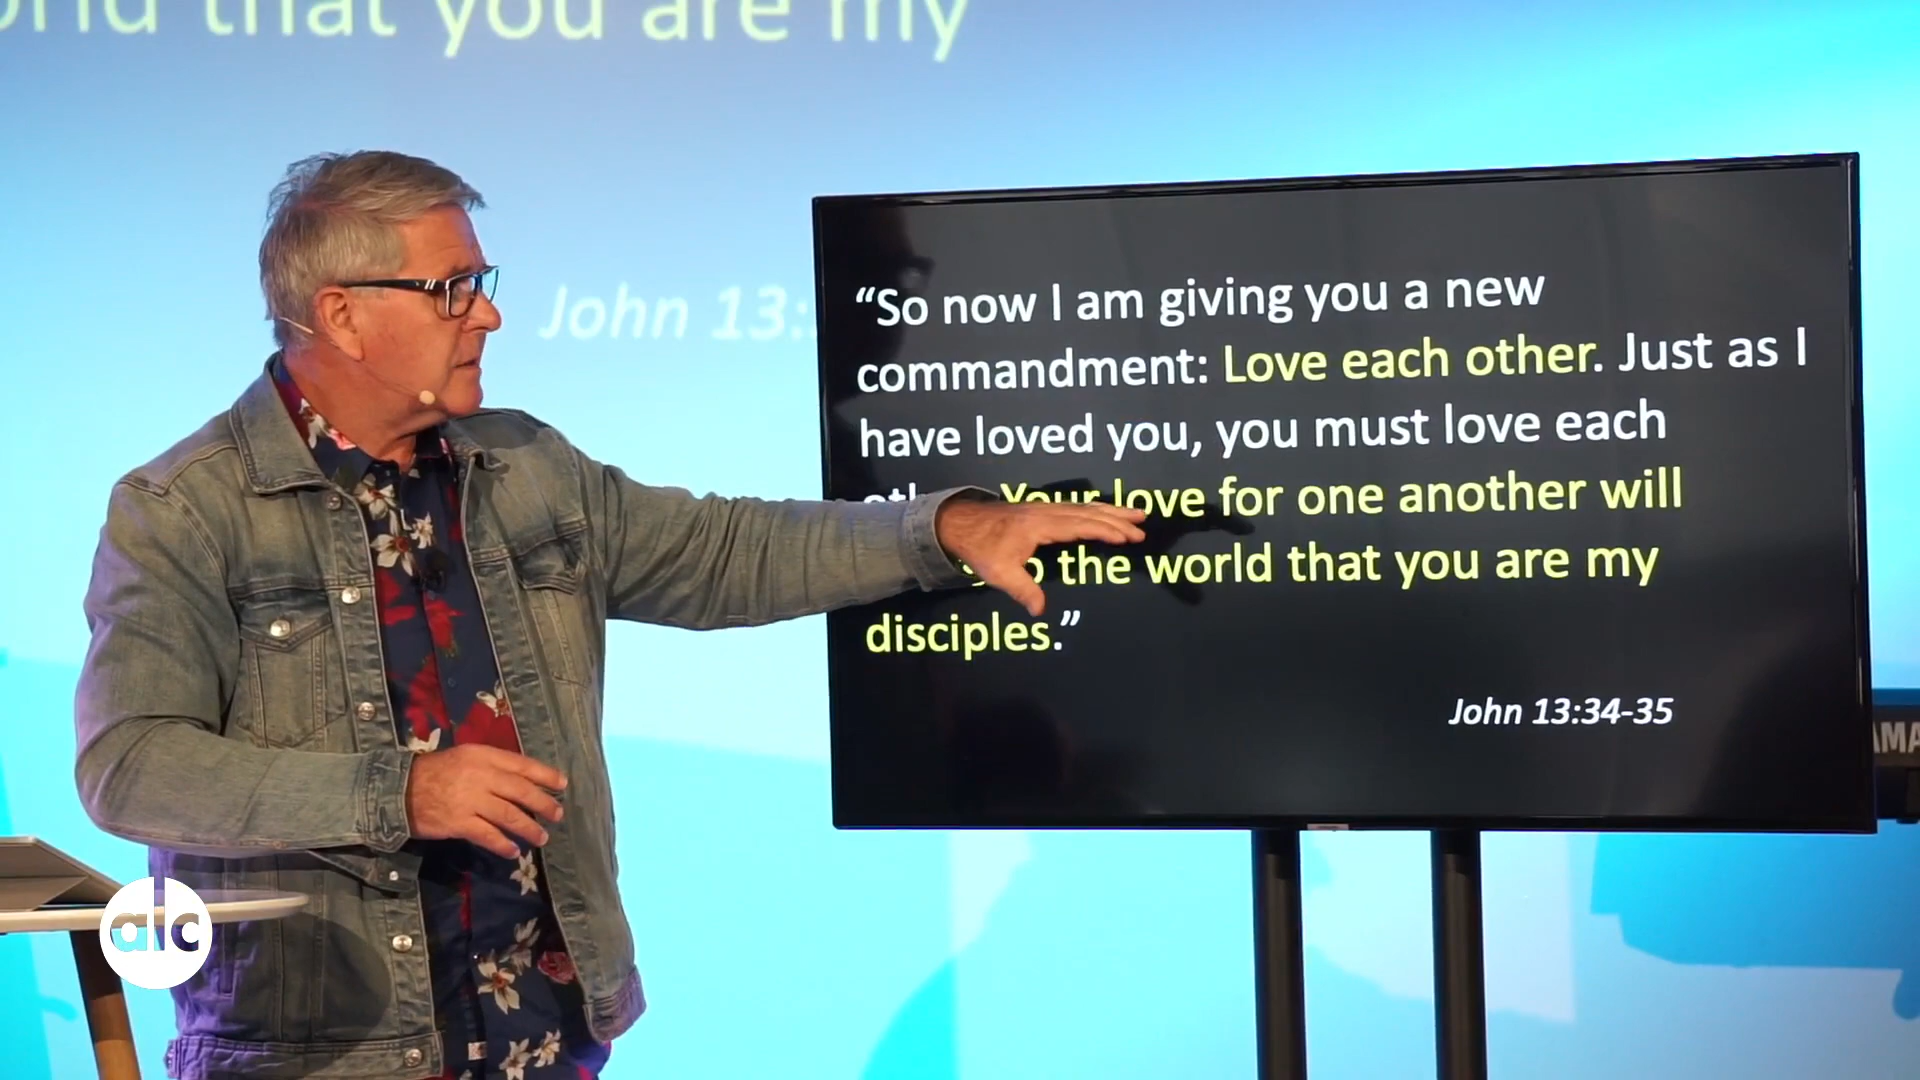 that you are my
John 13:
“So now I am giving you a new
commandment: Love each other. Just as I
have loved you, you must love each
Your love for one another will
the world that you are my
disciples.”
John 13:34-35
alc